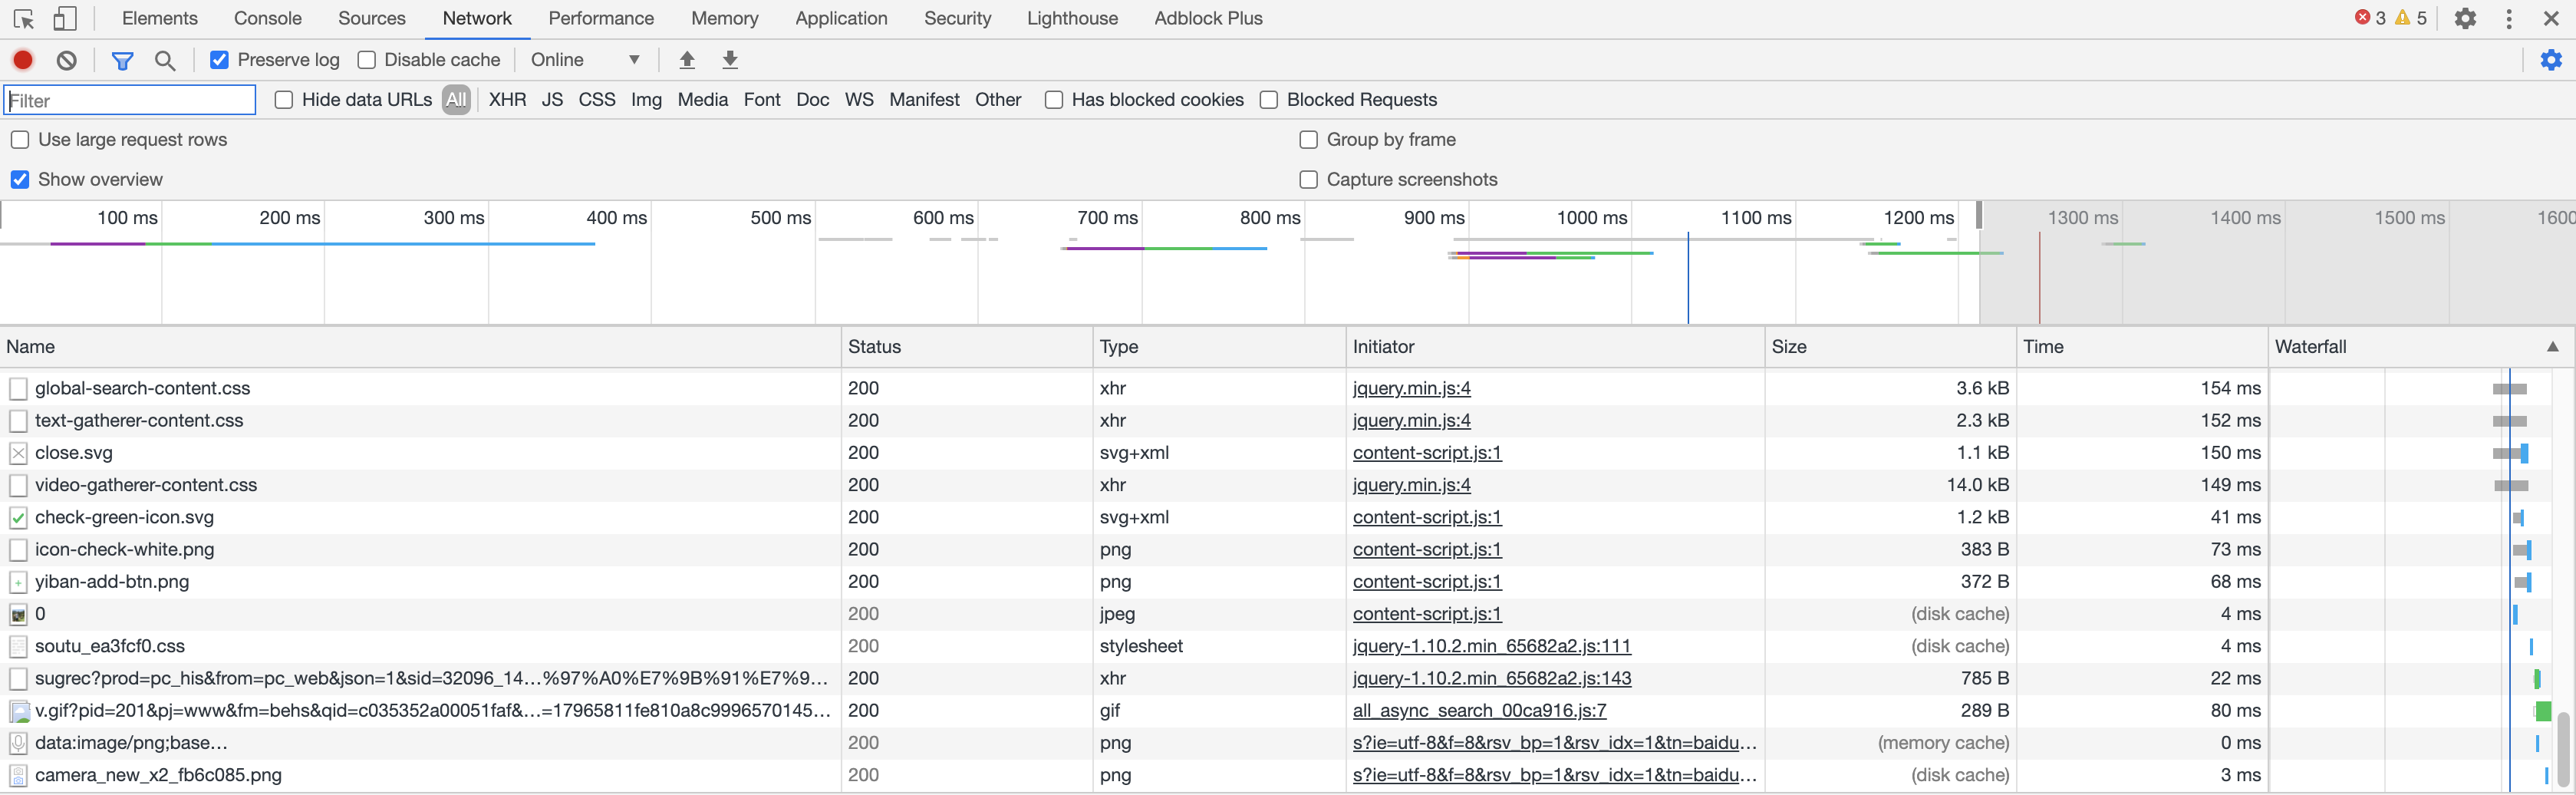 Elements Console Sources Network Performance Memory Application Security Lighthouse Adblock Plus 3 5
Preserve log Disable cache Online
Filter Hide data URLs All XHR JS CSS Img Media Font Doc WS Manifest Other Has blocked cookies Blocked Requests
Use large request rows Group by frame
Show overview Capture screenshots
100 ms 200 ms 300 ms 400 ms 500 ms 600 ms 700 ms 800 ms 900 ms 1000 ms 1100 ms 1200 ms 1300 ms 1400 ms 1500 ms 1600
Name Status Type Initiator Size Time Waterfall
global-search-content.css 200 xhr jquery.min.js:4 3.6 kB 154 ms
text-gatherer-content.css 200 xhr jquery.min.js:4 2.3 kB 152 ms
close.svg 200 svg+xml content-script.js:1 1.1 kB 150 ms
video-gatherer-content.css 200 xhr jquery.min.js:4 14.0 kB 149 ms
check-green-icon.svg 200 svg+xml content-script.js:1 1.2 kB 41 ms
icon-check-white.png 200 png content-script.js:1 383 B 73 ms
yiban-add-btn.png 200 png content-script.js:1 372 B 68 ms
0 200 jpeg content-script.js:1 (disk cache) 4 ms
soutu_ea3fcf0.css 200 stylesheet jquery-1.10.2.min_65682a2.js:111 (disk cache) 4 ms
sugrec?prod=pc_his&from=pc_web&json=1&sid=32096_14…%97%A0%E7%9B%91%E7%9… 200 xhr jquery-1.10.2.min_65682a2.js:143 785 B 22 ms
v.gif?pid=201&pj=www&fm=behs&qid=c035352a00051faf&…=17965811fe810a8c9996570145… 200 gif all_async_search_00ca916.js:7 289 B 80 ms
data:image/png;base… 200 png s?ie=utf-8&f=8&rsv_bp=1&rsv_idx=1&tn=baidu… (memory cache) 0 ms
camera_new_x2_fb6c085.png 200 png s?ie=utf-8&f=8&rsv_bp=1&rsv_idx=1&tn=baidu… (disk cache) 3 ms